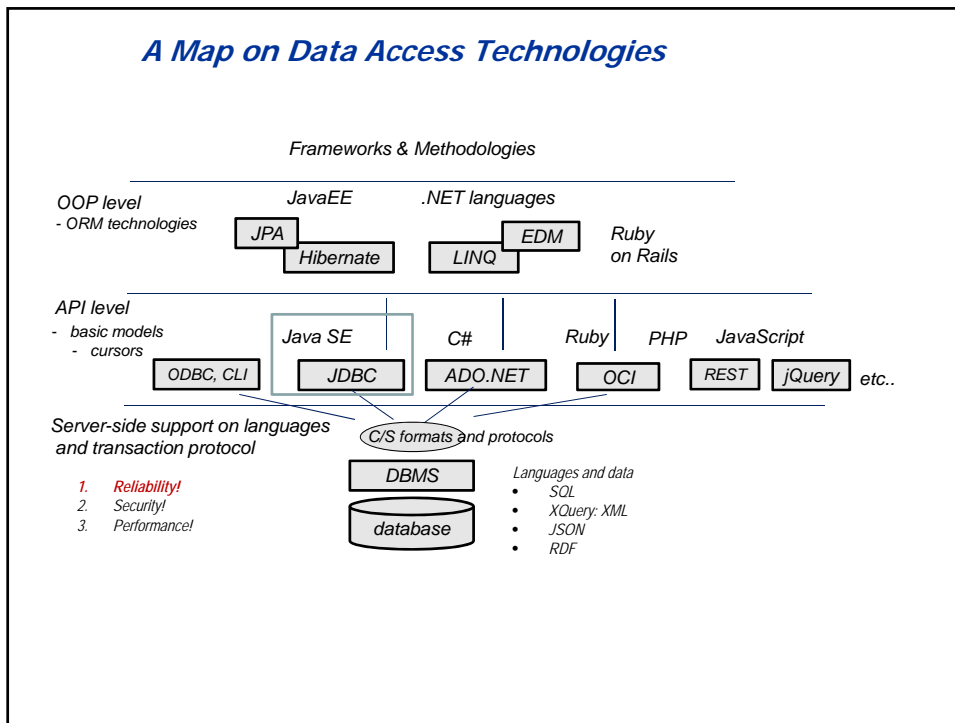 A Map on Data Access Technologies
Frameworks & Methodologies
OOP level
- ORM technologies
JavaEE
.NET languages
JPA
Hibernate
LINQ
EDM
Ruby
on Rails
API level
- basic models
- cursors
Java SE
C#
Ruby
PHP
JavaScript
ODBC, CLI
JDBC
ADO.NET
OCI
REST
jQuery
etc..
Server-side support on languages
and transaction protocol
C/S formats and protocols
DBMS
database
1. Reliability!
2. Security!
3. Performance!
Languages and data
• SQL
• XQuery: XML
• JSON
• RDF